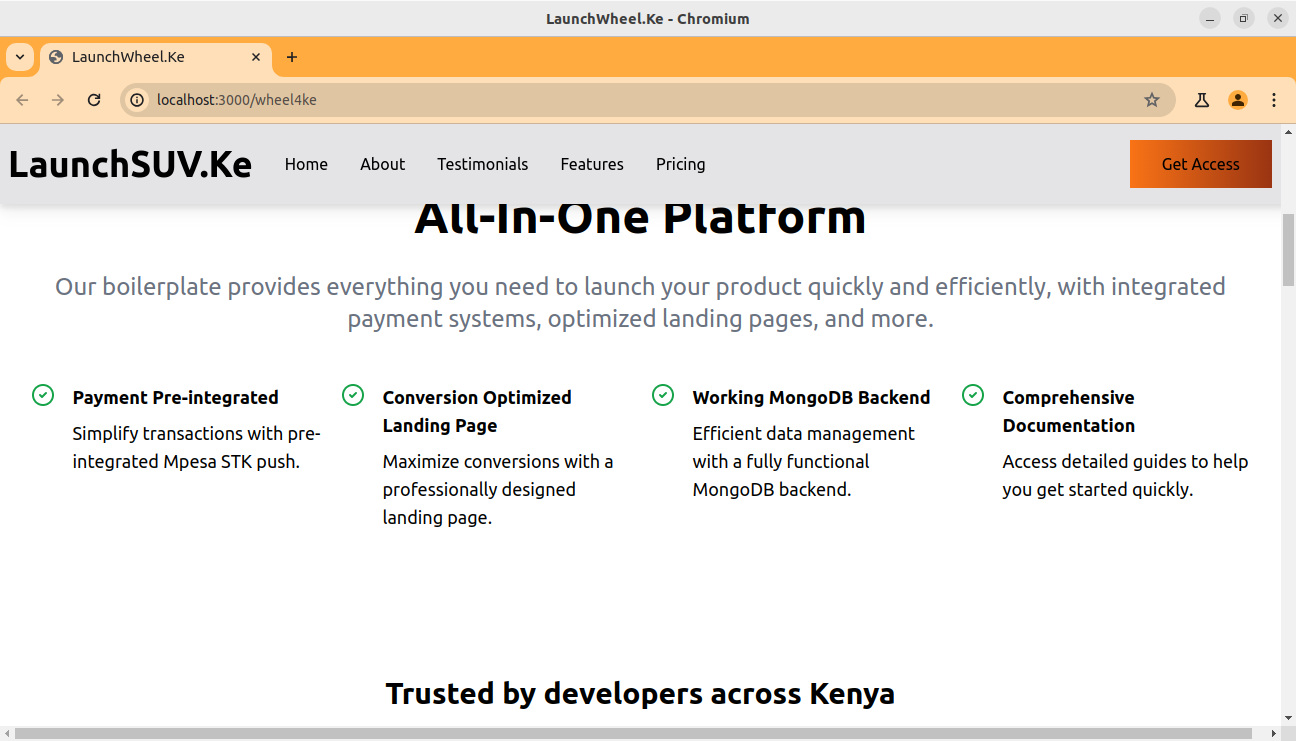 LaunchWheel.Ke - Chromium
LaunchWheel.Ke
localhost:3000/wheel4ke
LaunchSUV.Ke Home About Testimonials Features Pricing Get Access
All-In-One Platform
Our boilerplate provides everything you need to launch your product quickly and efficiently, with integrated
payment systems, optimized landing pages, and more.
Payment Pre-integrated
Simplify transactions with pre-
integrated Mpesa STK push.
Conversion Optimized
Landing Page
Maximize conversions with a
professionally designed
landing page.
Working MongoDB Backend
Efficient data management
with a fully functional
MongoDB backend.
Comprehensive
Documentation
Access detailed guides to help
you get started quickly.
Trusted by developers across Kenya